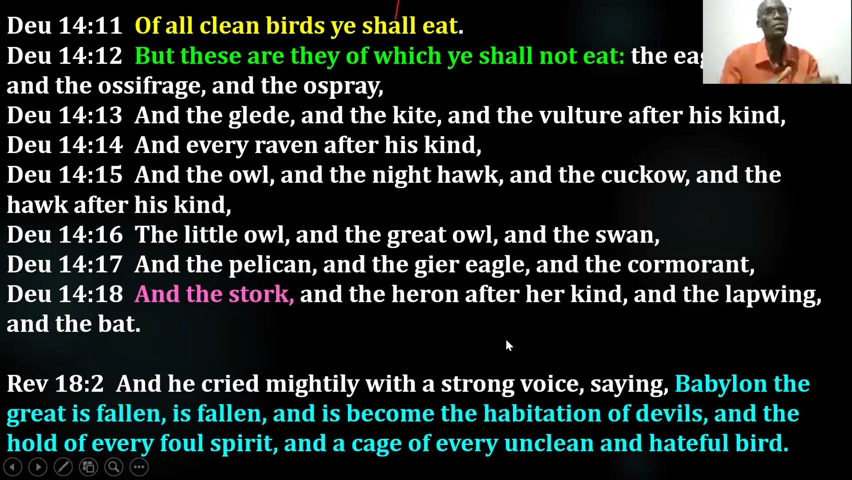 Deu 14:11 Of all clean birds ye shall eat.
Deu 14:12 But these are they of which ye shall not eat: the
and the ossifrage, and the ospray,
Deu 14:13 And the glede, and the kite, and the vulture after his kind,
Deu 14:14 And every raven after his kind,
Deu 14:15 And the owl, and the night hawk, and the cuckow, and the
hawk after his kind,
Deu 14:16 The little owl, and the great owl, and the swan,
Deu 14:17 And the pelican, and the gier eagle, and the cormorant,
Deu 14:18 And the stork, and the heron after her kind, and the lapwing,
and the bat.
Rev 18:2 And he cried mightily with a strong voice, saying, Babylon the
great is fallen, is fallen, and is become the habitation of devils, and the
hold of every foul spirit, and a cage of every unclean and hateful bird.